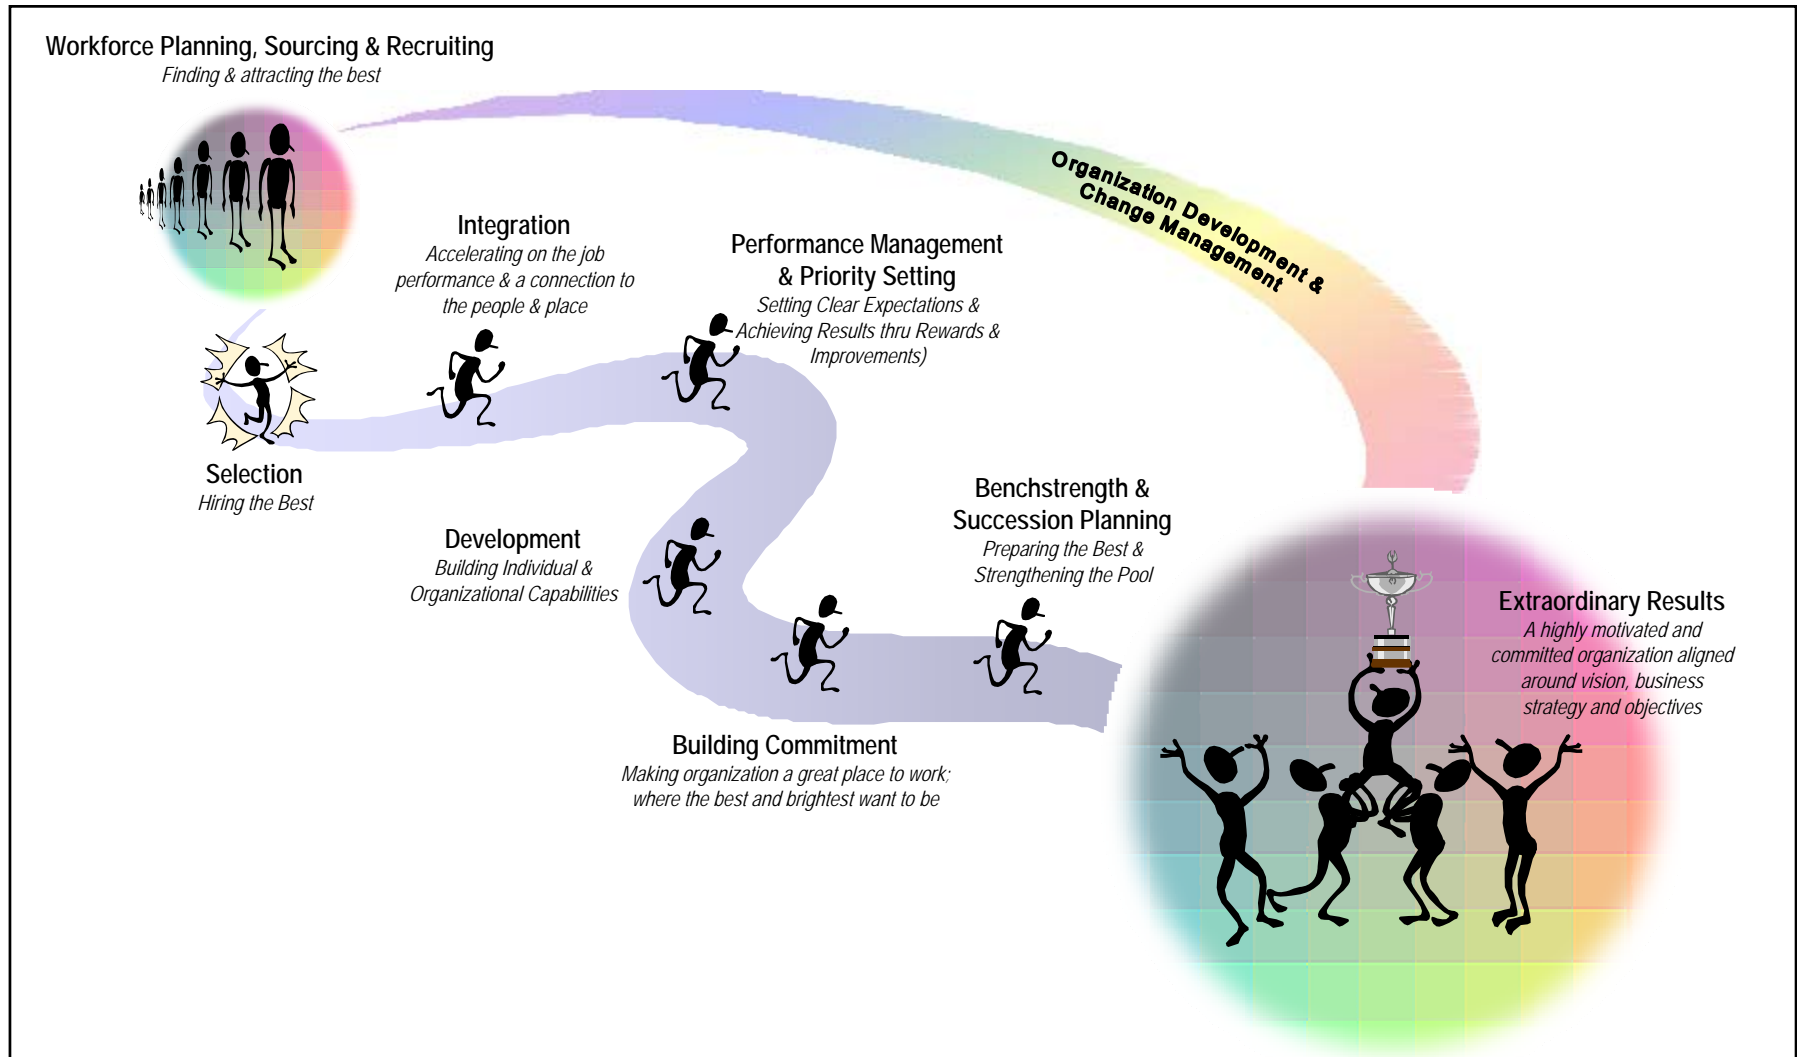 Workforce Planning, Sourcing & Recruiting
Finding & attracting the best
Organization Development &
Change Management
Integration
Accelerating on the job
performance & a connection to
the people & place
Performance Management
& Priority Setting
Setting Clear Expectations &
Achieving Results thru Rewards &
Improvements)
Selection
Hiring the Best
Development
Building Individual &
Organizational Capabilities
Benchstrength &
Succession Planning
Preparing the Best &
Strengthening the Pool
Building Commitment
Making organization a great place to work;
where the best and brightest want to be
Extraordinary Results
A highly motivated and
committed organization aligned
around vision, business
strategy and objectives